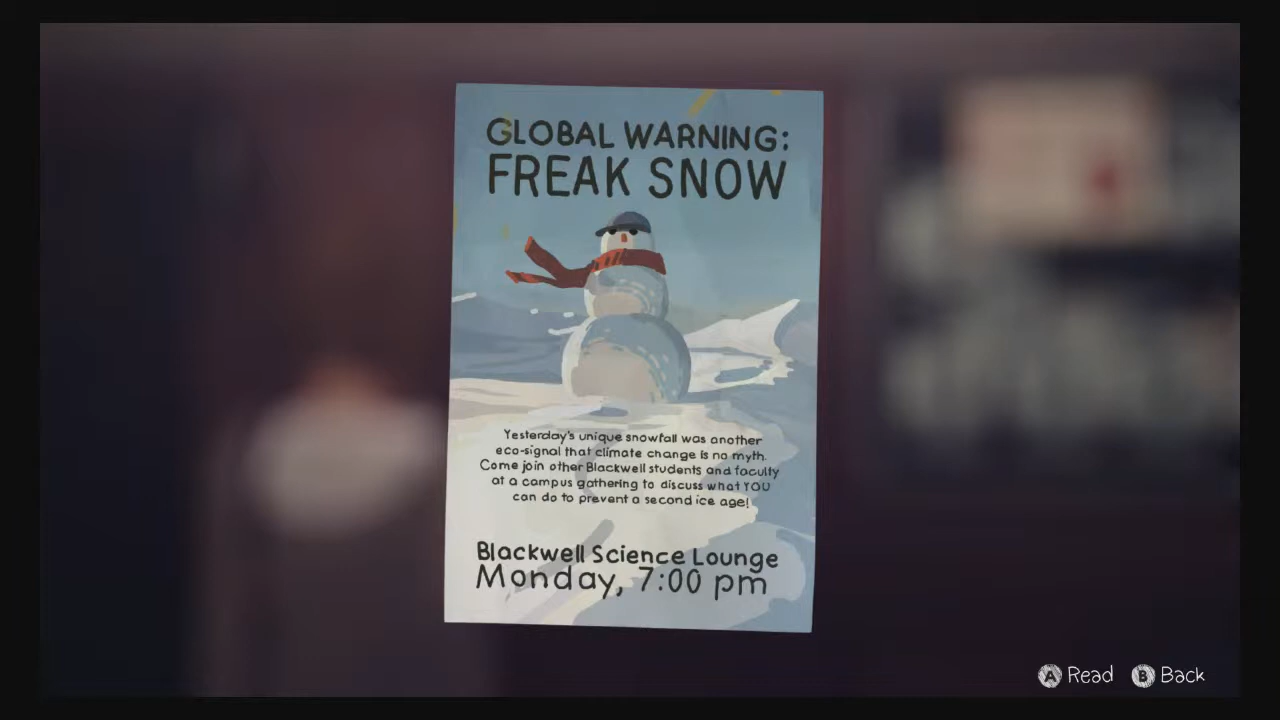 GLOBAL WARNING:
FREAK SNOW
Yesterday's unique snowfall was another
eco-signal that climate change is no myth.
Come join other Blackwell students and faculty
at a campus gathering to discuss what YOU
can do to prevent a second ice age!
Blackwell Science Lounge
Monday, 7:00 pm
A Read B Back